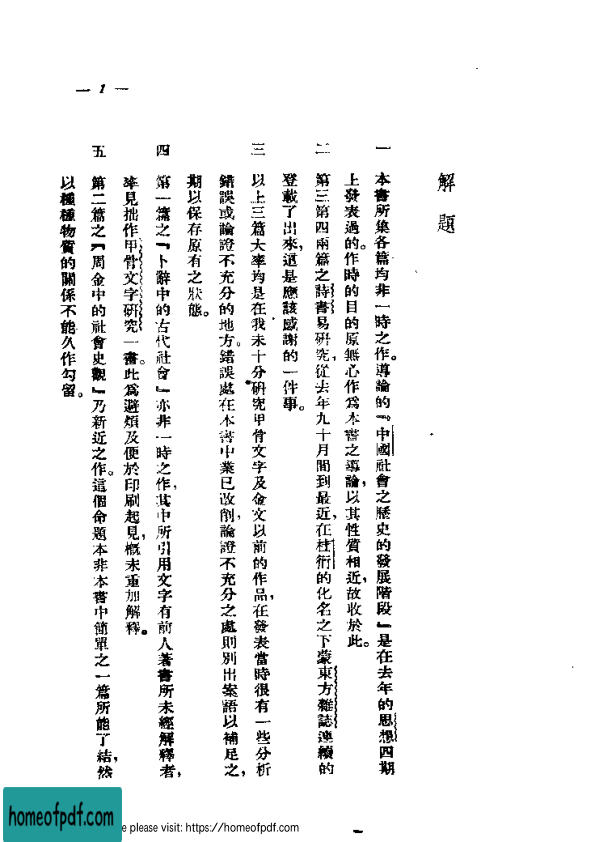 — 1 —
解題
一 本書所集各篇均非一時之作。導論的『中國社會之歷史的發展階段』是在去年的思想四期
上發表過的。作時的目的原無心作爲本書之導論，以其性質相近，故收於此。
二 第三第四兩篇之詩書易研究，從去年九十月間到最近，在杜衎的化名之下蒙東方雜誌連續的
登載了出來，這是應該感謝的一件事。
三 以上三篇大率均是在我未十分研究甲骨文字及金文以前的作品，在發表當時很有一些分析
錯誤或論證不充分的地方。錯誤處在本書中業已改削，論證不充分之處則別出案語以補足之，
期以保存原有之狀態。
四 第一篇之『卜辭中的古代社會』亦非一時之作，其中所引用文字有前人著書所未經解釋者，
率見拙作甲骨文字研究一書。此爲避煩及便於印刷起見，概未重加解釋。
五 第二篇之『周金中的社會史觀』乃新近之作。這個命題本非本書中簡單之一篇所能了結，然
以種種物質的關係不能久作勾留。
homeofpdf.com
e please visit: https://homeofpdf.com